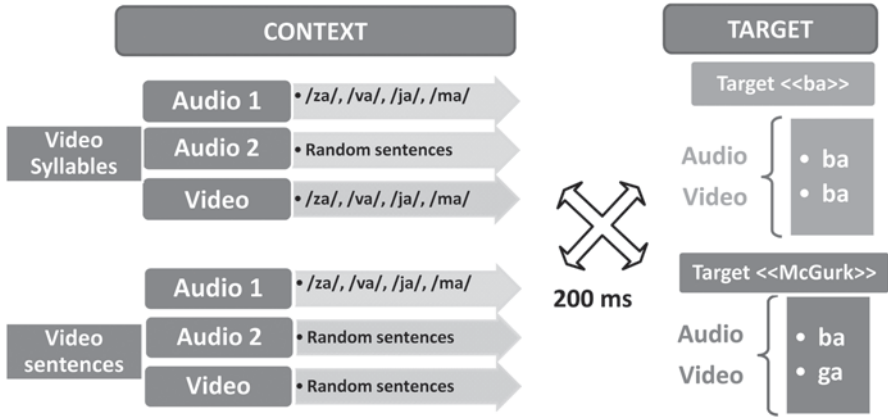 CONTEXT
Video
Syllables
Audio 1
• /za/, /va/, /ja/, /ma/
Audio 2
• Random sentences
Video
• /za/, /va/, /ja/, /ma/
Video
sentences
Audio 1
• /za/, /va/, /ja/, /ma/
Audio 2
• Random sentences
Video
• Random sentences
200 ms
TARGET
Target <<ba>>
Audio
• ba
Video
• ba
Target <<McGurk>>
Audio
• ba
Video
• ga